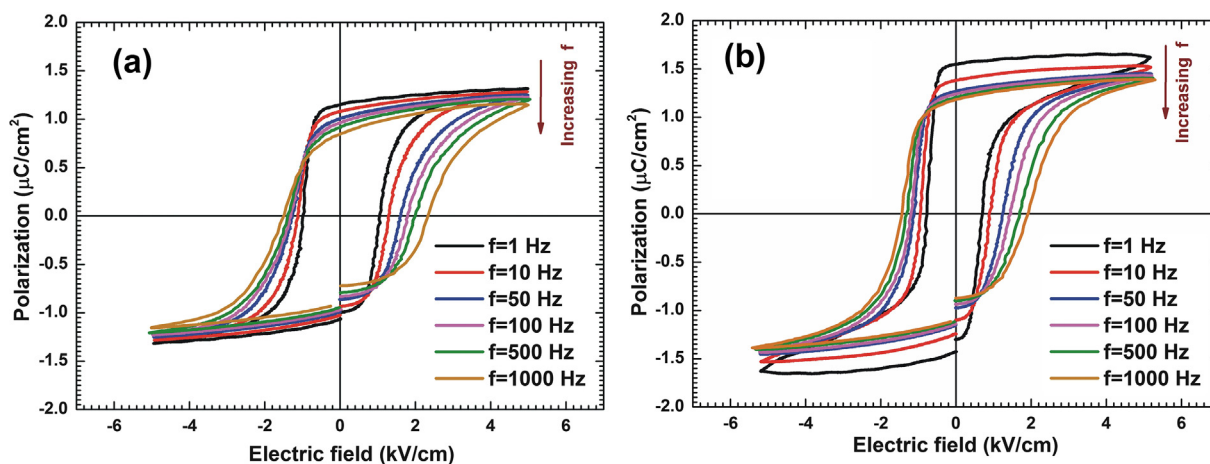 (a)
Polarization (μC/cm²)
2.0
1.5
1.0
0.5
0.0
-0.5
-1.0
-1.5
-2.0
Increasing f
f=1 Hz
f=10 Hz
f=50 Hz
f=100 Hz
f=500 Hz
f=1000 Hz
-6 -4 -2 0 2 4 6
Electric field (kV/cm)
(b)
Polarization (μC/cm²)
2.0
1.5
1.0
0.5
0.0
-0.5
-1.0
-1.5
-2.0
Increasing f
f=1 Hz
f=10 Hz
f=50 Hz
f=100 Hz
f=500 Hz
f=1000 Hz
-6 -4 -2 0 2 4 6
Electric field (kV/cm)